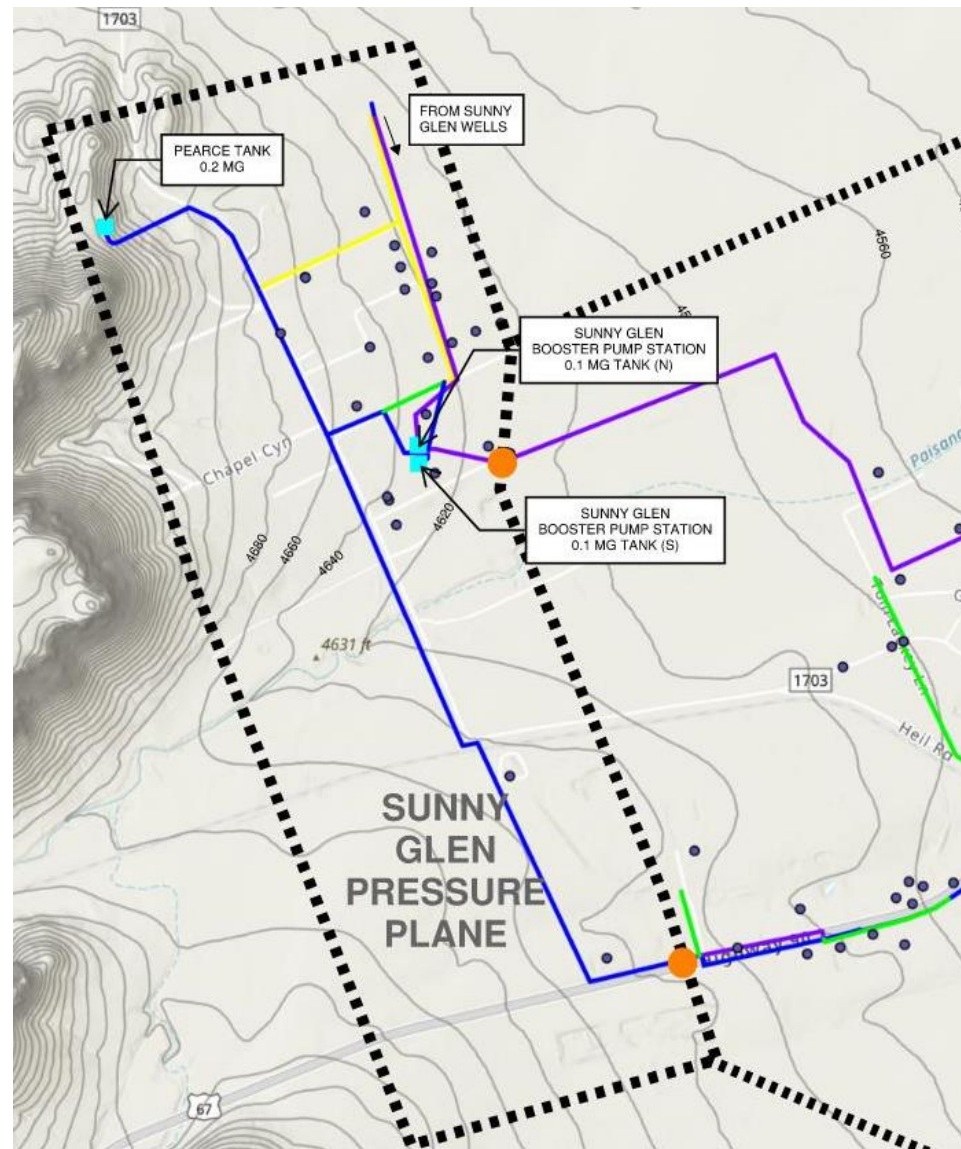 1703
FROM SUNNY
GLEN WELLS
PEARCE TANK
0.2 MG
4560
SUNNY GLEN
BOOSTER PUMP STATION
0.1 MG TANK (N)
Chapel Cyn
Paisano
4620
4680
4660
4640
SUNNY GLEN
BOOSTER PUMP STATION
0.1 MG TANK (S)
4631 ft
1703
Heil Rd
SUNNY
GLEN
PRESSURE
PLANE
67